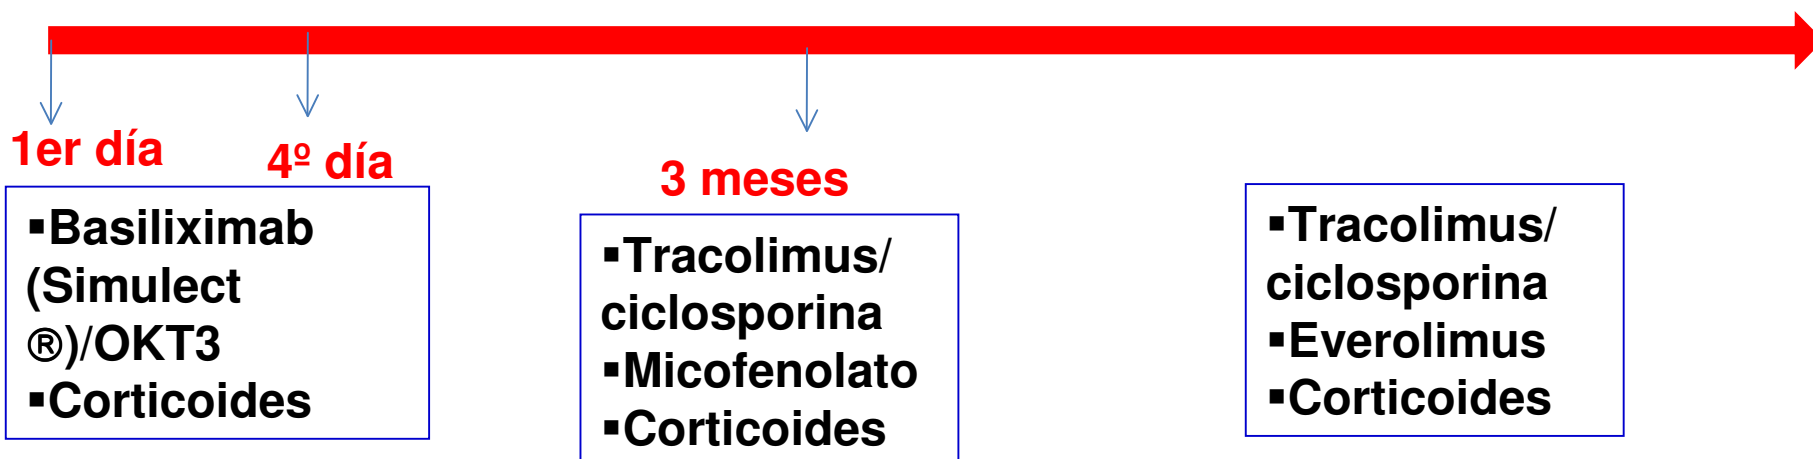 1er día
4º día
3 meses
▪Basiliximab
(Simulect
®)/OKT3
▪Corticoides
▪Tracolimus/
ciclosporina
▪Micofenolato
▪Corticoides
▪Tracolimus/
ciclosporina
▪Everolimus
▪Corticoides